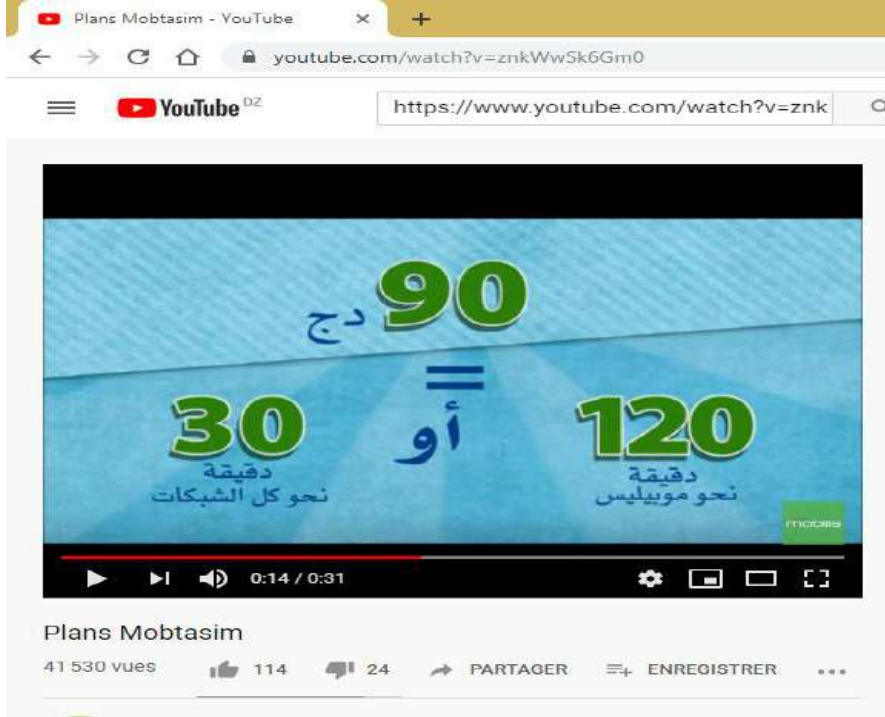 Plans Mobtasim - YouTube
youtube.com/watch?v=znkWwSk6Gm0
YouTube DZ
https://www.youtube.com/watch?v=znk
90 دج
=
120 أو 30
دقيقة دقيقة
نحو موبيليس نحو كل الشبكات
mobilis
0:14 / 0:31
Plans Mobtasim
41 530 vues 114 24 PARTAGER ENREGISTRER